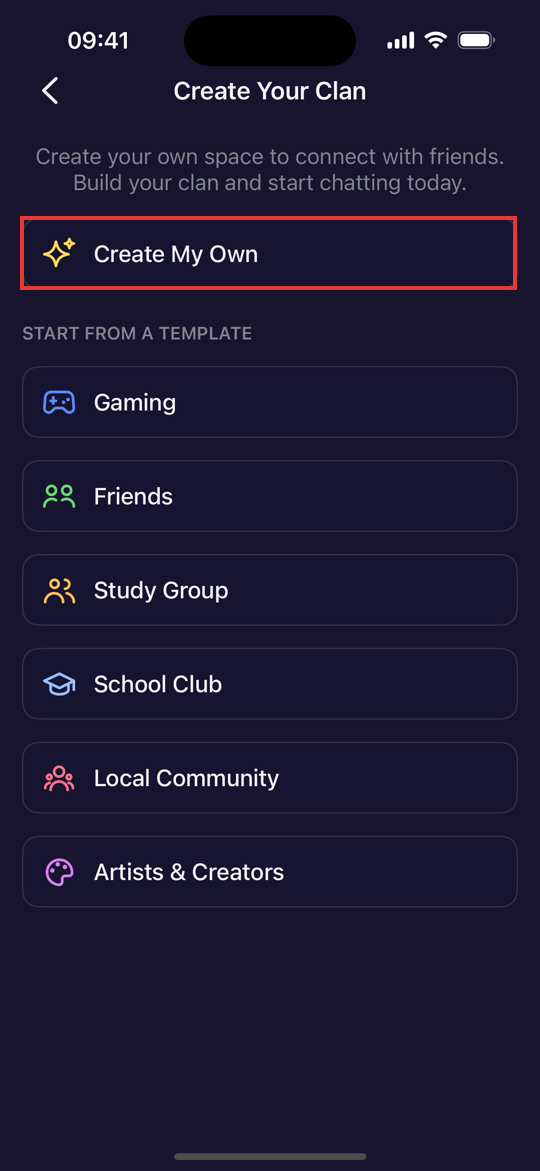 09:41
Create Your Clan
Create your own space to connect with friends.
Build your clan and start chatting today.
Create My Own
START FROM A TEMPLATE
Gaming
Friends
Study Group
School Club
Local Community
Artists & Creators